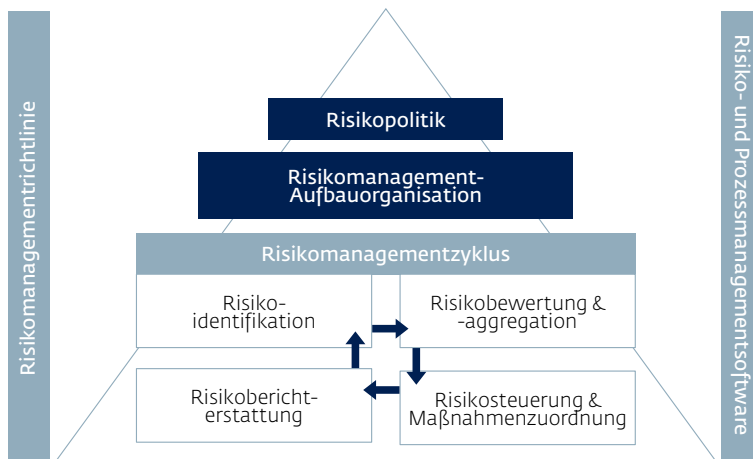 Risikomanagementrichtlinie
Risikopolitik
Risikomanagement-
Aufbauorganisation
Risikomanagementzyklus
Risiko-
identifikation
Risikobewertung &
-aggregation
Risikobericht-
erstattung
Risikosteuerung &
Maßnahmenzuordnung
Risiko- und Prozessmanagementsoftware